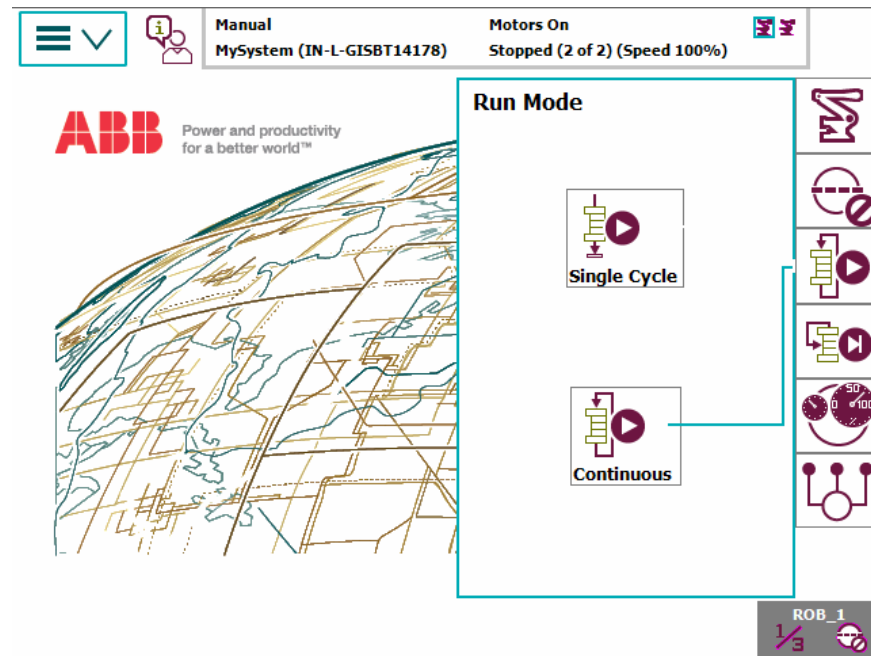 Manual
MySystem (IN-L-GISBT14178)
Motors On
Stopped (2 of 2) (Speed 100%)
ABB
Power and productivity
for a better world™
Run Mode
Single Cycle
Continuous
50
0
100
ROB_1
1/3